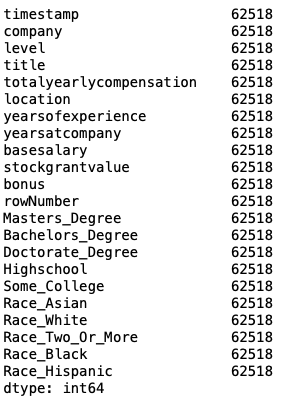 timestamp 62518
company 62518
level 62518
title 62518
totalyearlycompensation 62518
location 62518
yearsofexperience 62518
yearsatcompany 62518
basesalary 62518
stockgrantvalue 62518
bonus 62518
rowNumber 62518
Masters_Degree 62518
Bachelors_Degree 62518
Doctorate_Degree 62518
Highschool 62518
Some_College 62518
Race_Asian 62518
Race_White 62518
Race_Two_Or_More 62518
Race_Black 62518
Race_Hispanic 62518
dtype: int64